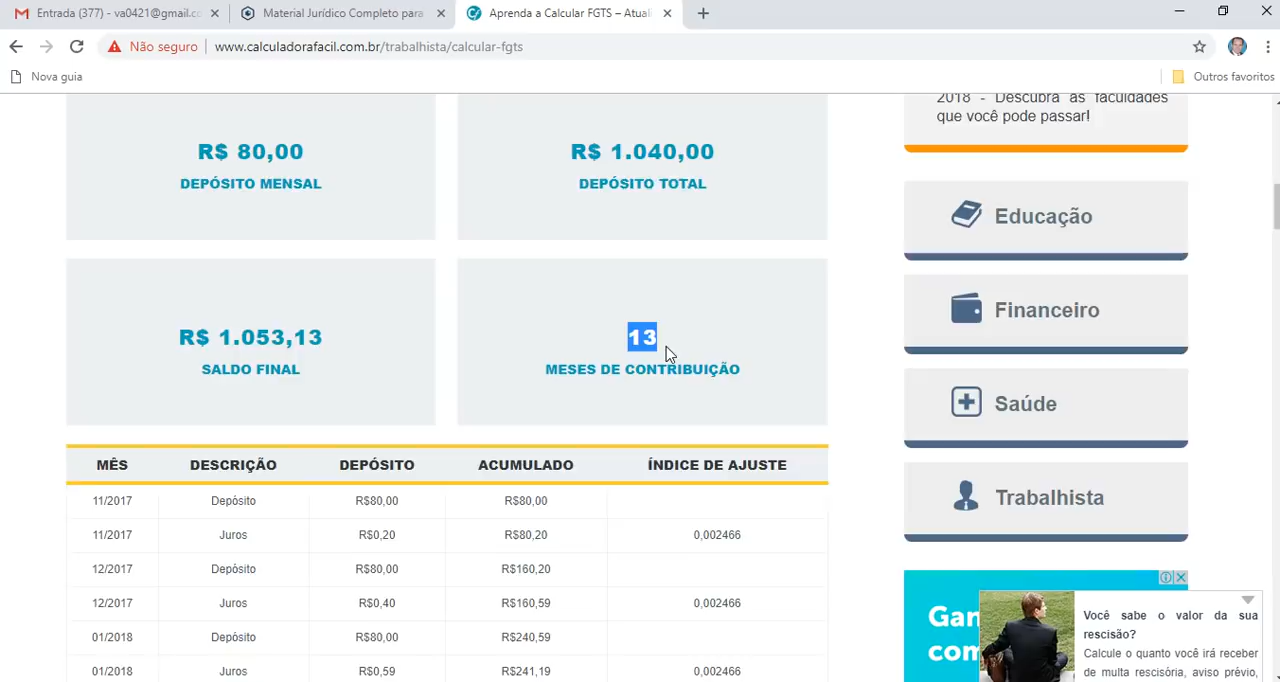 Entrada (377) - va0421@gmail.co
Material Jurídico Completo para
Aprenda a Calcular FGTS – Atuali
Não seguro
www.calculadorafacil.com.br/trabalhista/calcular-fgts
Nova guia
Outros favoritos
R$ 80,00
DEPÓSITO MENSAL
R$ 1.040,00
DEPÓSITO TOTAL
R$ 1.053,13
SALDO FINAL
13
MESES DE CONTRIBUIÇÃO
MÊS DESCRIÇÃO DEPÓSITO ACUMULADO ÍNDICE DE AJUSTE
11/2017 Depósito R$80,00 R$80,00
11/2017 Juros R$0,20 R$80,20 0,002466
12/2017 Depósito R$80,00 R$160,20
12/2017 Juros R$0,40 R$160,59 0,002466
01/2018 Depósito R$80,00 R$240,59
01/2018 Juros R$0,59 R$241,19 0,002466
2018 - Descubra as faculdades
que você pode passar!
Educação
Financeiro
Saúde
Trabalhista
Gan
com
Você sabe o valor da sua
rescisão?
Calcule o quanto você irá receber
de multa rescisória, aviso prévio,